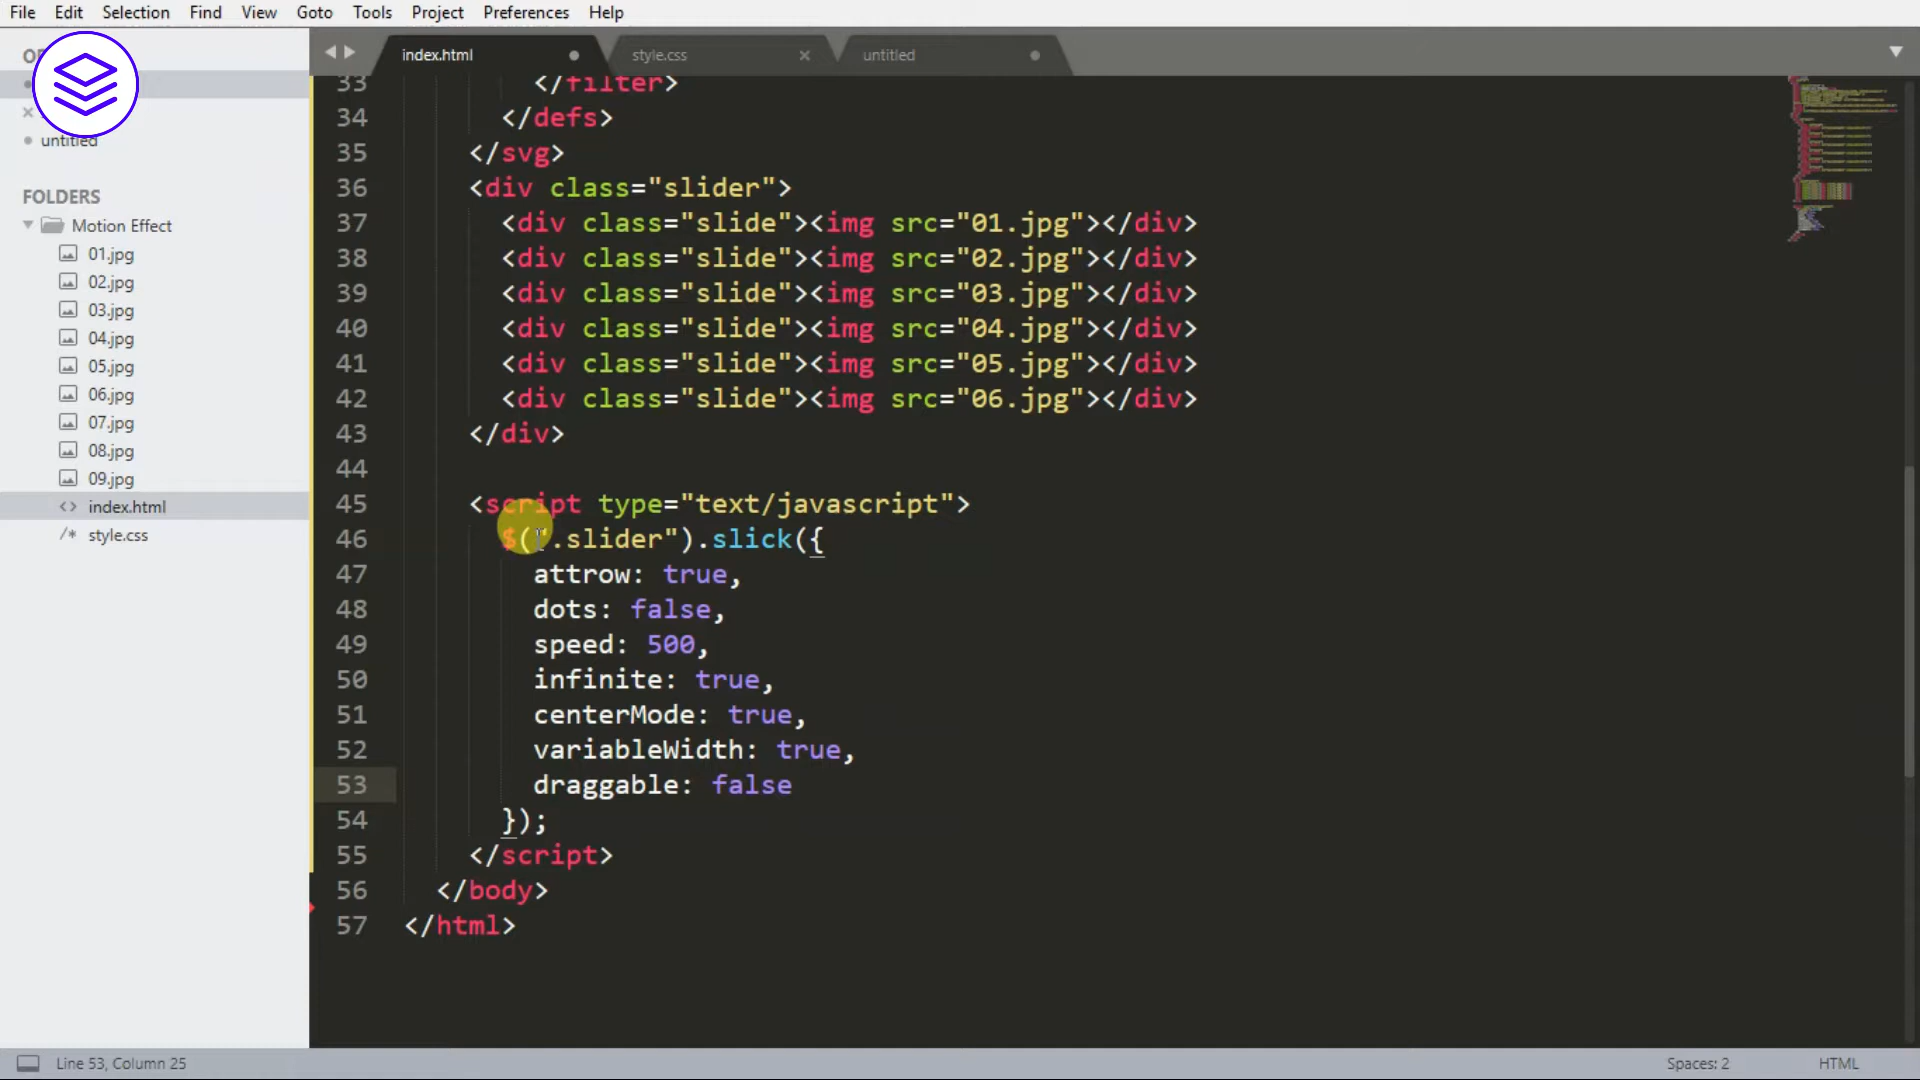 File Edit Selection Find View Goto Tools Project Preferences Help
index.html
style.css
untitled
untitled
FOLDERS
Motion Effect
01.jpg
02.jpg
03.jpg
04.jpg
05.jpg
06.jpg
07.jpg
08.jpg
09.jpg
<> index.html
/* style.css
33 </filter>
34 </defs>
35 </svg>
36 <div class="slider">
37 <div class="slide"><img src="01.jpg"></div>
38 <div class="slide"><img src="02.jpg"></div>
39 <div class="slide"><img src="03.jpg"></div>
40 <div class="slide"><img src="04.jpg"></div>
41 <div class="slide"><img src="05.jpg"></div>
42 <div class="slide"><img src="06.jpg"></div>
43 </div>
44
45 <script type="text/javascript">
46 $(".slider").slick({
47 attrow: true,
48 dots: false,
49 speed: 500,
50 infinite: true,
51 centerMode: true,
52 variableWidth: true,
53 draggable: false
54 });
55 </script>
56 </body>
57 </html>
Line 53, Column 25
Spaces: 2
HTML